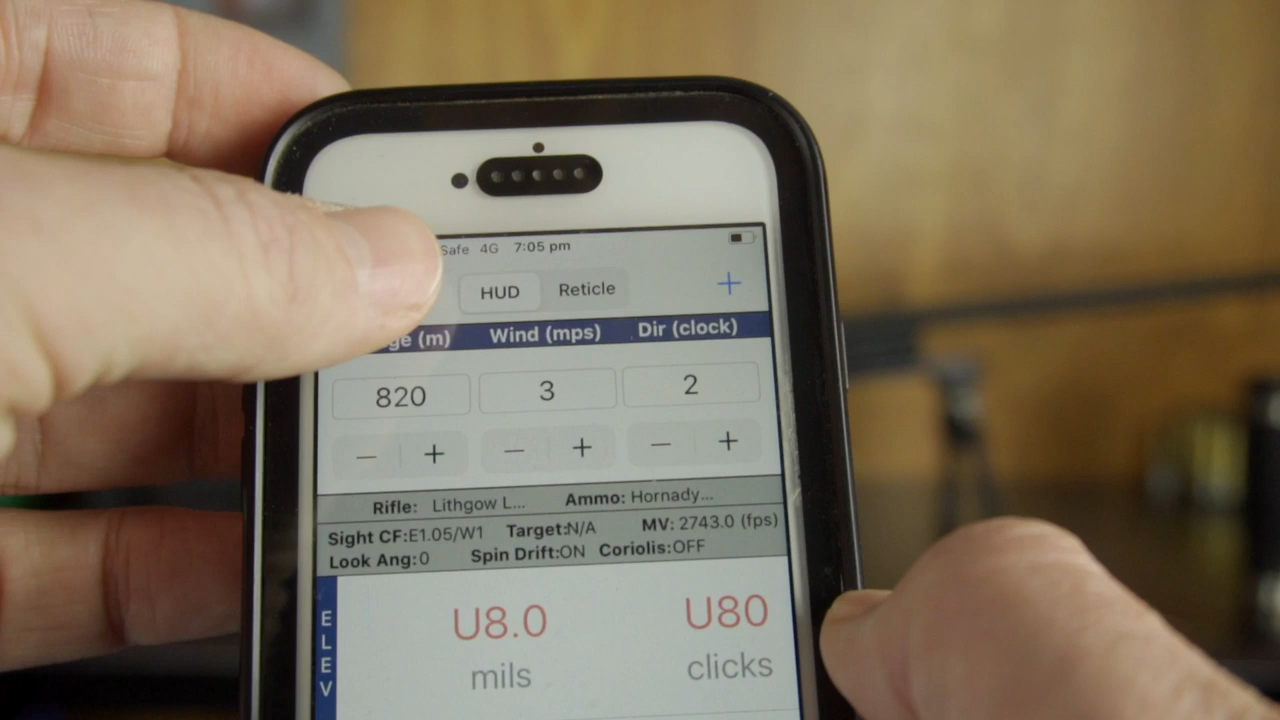 Safe 4G 7:05 pm
HUD Reticle +
(m) Wind (mps) Dir (clock)
820 3 2
− + − + − +
Rifle: Lithgow L... Ammo: Hornady...
Sight CF:E1.05/W1 Target:N/A MV: 2743.0 (fps)
Look Ang:0 Spin Drift:ON Coriolis:OFF
ELEV
U8.0 U80
mils clicks